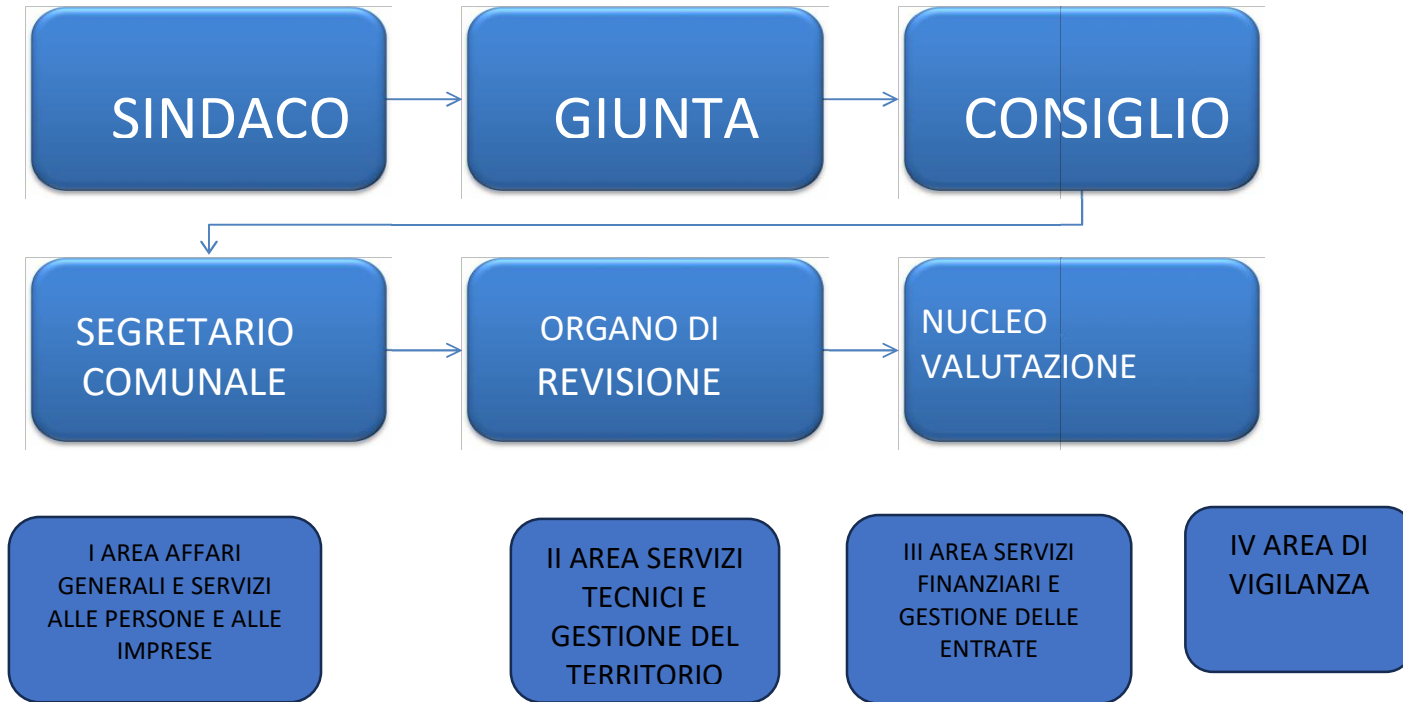 SINDACO
GIUNTA
CONSIGLIO
SEGRETARIO
COMUNALE
ORGANO DI
REVISIONE
NUCLEO
VALUTAZIONE
I AREA AFFARI
GENERALI E SERVIZI
ALLE PERSONE E ALLE
IMPRESE
II AREA SERVIZI
TECNICI E
GESTIONE DEL
TERRITORIO
III AREA SERVIZI
FINANZIARI E
GESTIONE DELLE
ENTRATE
IV AREA DI
VIGILANZA